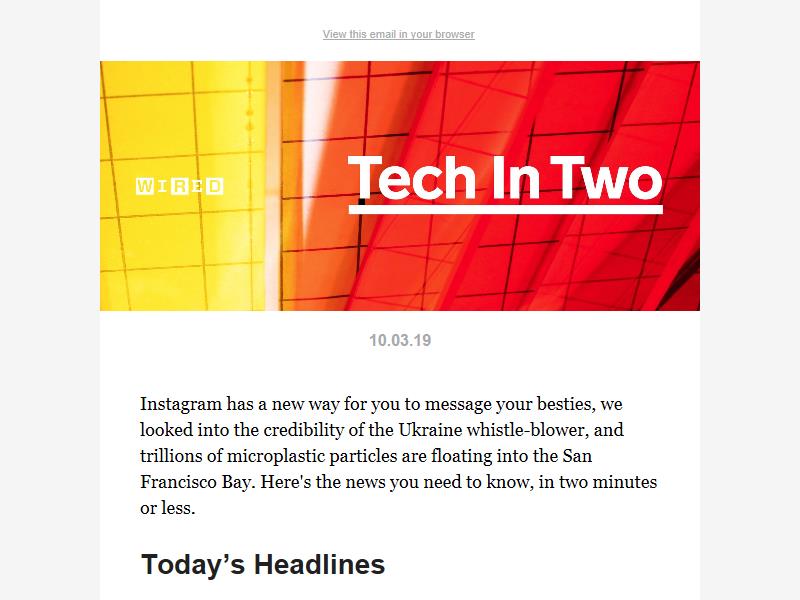 View this email in your browser
WIRED
Tech In Two
10.03.19
Instagram has a new way for you to message your besties, we
looked into the credibility of the Ukraine whistle-blower, and
trillions of microplastic particles are floating into the San
Francisco Bay. Here's the news you need to know, in two minutes
or less.
Today’s Headlines